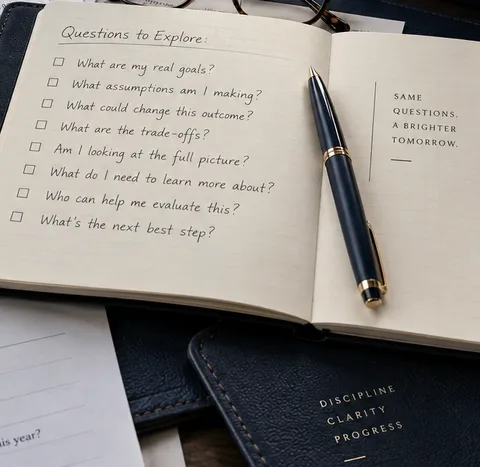 Questions to Explore:
What are my real goals?
What assumptions am I making?
What could change this outcome?
What are the trade-offs?
Am I looking at the full picture?
What do I need to learn more about?
Who can help me evaluate this?
What's the next best step?
SAME
QUESTIONS.
A BRIGHTER
TOMORROW.
DISCIPLINE
CLARITY
PROGRESS
year?